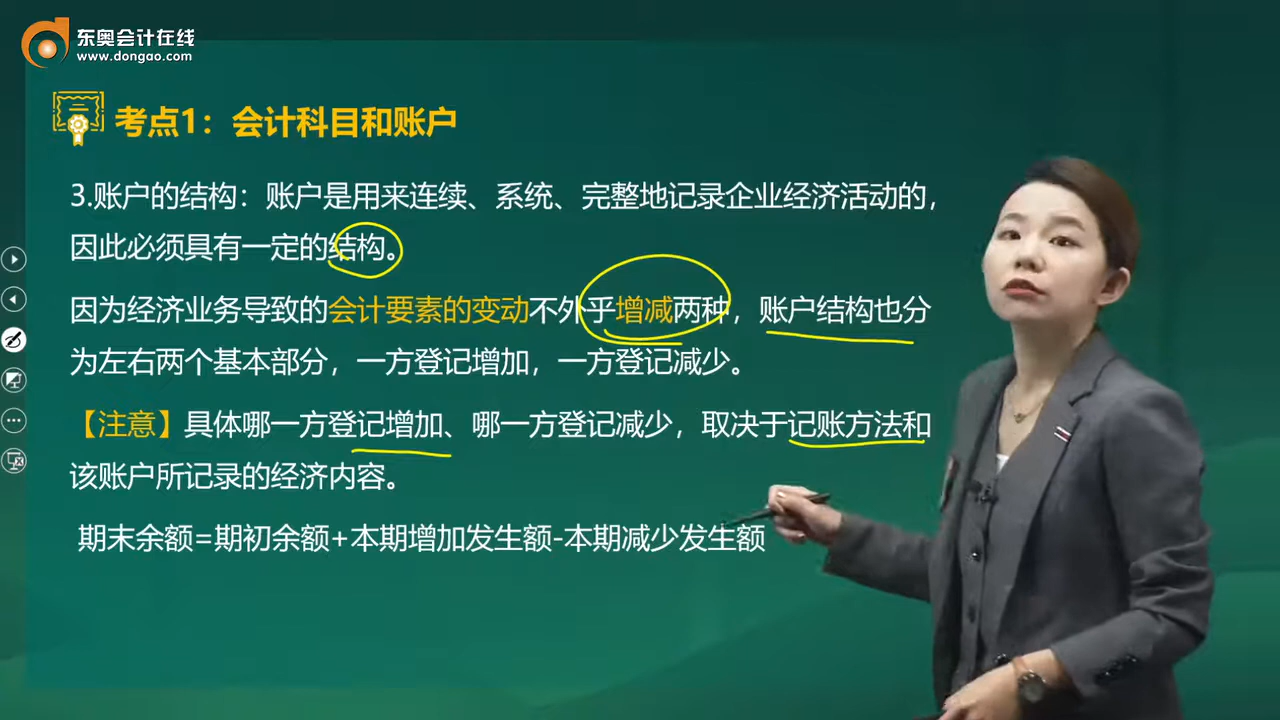 东奥会计在线
www.dongao.com
考点1：会计科目和账户
3.账户的结构：账户是用来连续、系统、完整地记录企业经济活动的，
因此必须具有一定的结构。
因为经济业务导致的会计要素的变动不外乎增减两种，账户结构也分
为左右两个基本部分，一方登记增加，一方登记减少。
【注意】具体哪一方登记增加、哪一方登记减少，取决于记账方法和
该账户所记录的经济内容。
期末余额=期初余额+本期增加发生额-本期减少发生额